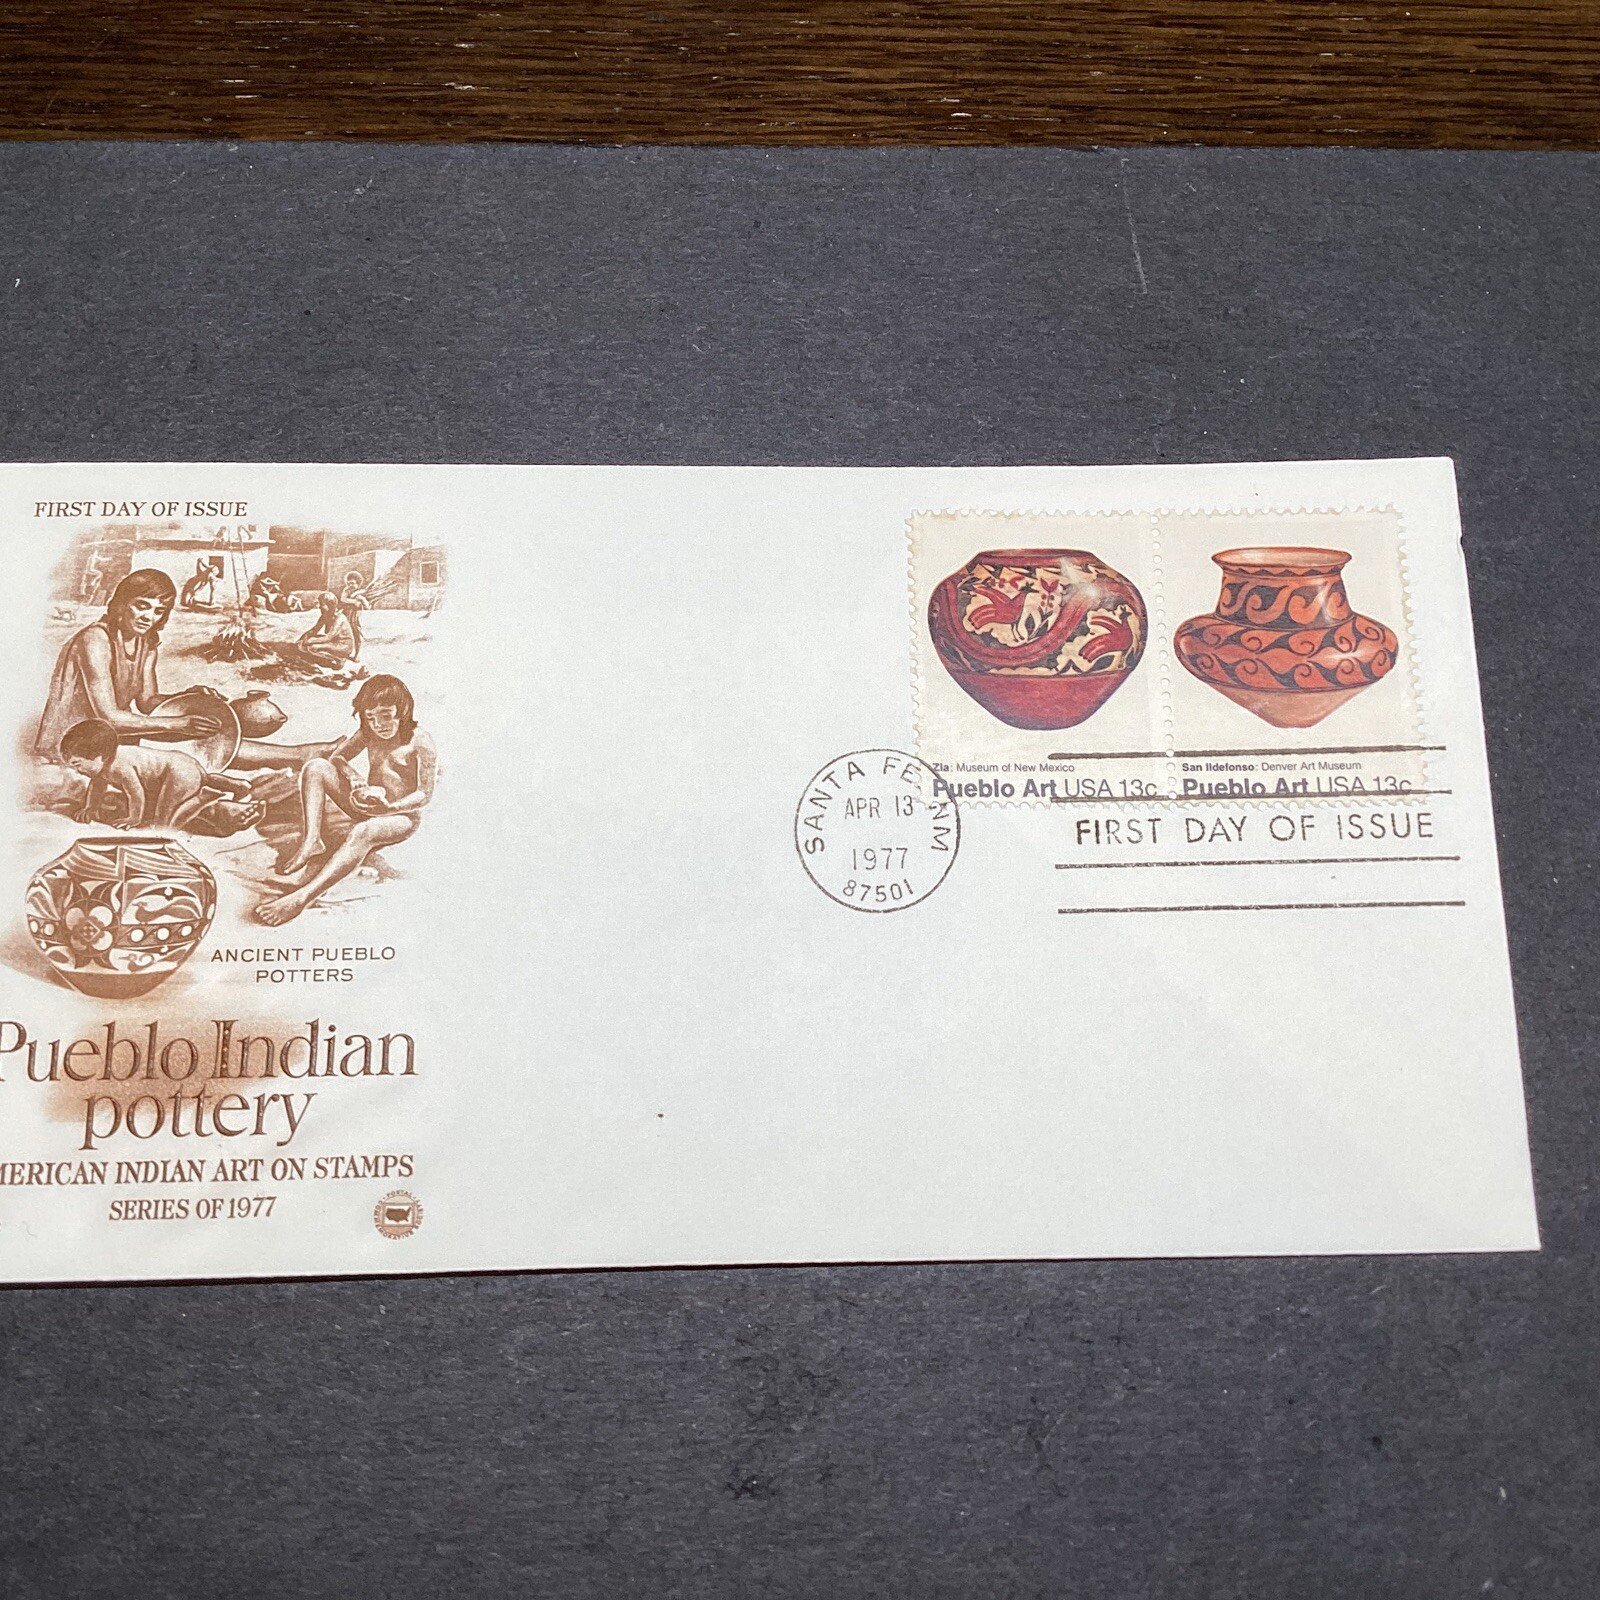 FIRST DAY OF ISSUE
ANCIENT PUEBLO
POTTERS
Pueblo Indian
pottery
MERICAN INDIAN ART ON STAMPS
SERIES OF 1977
Zia: Museum of New Mexico
Pueblo Art USA 13c
San Ildefonso: Denver Art Museum
Pueblo Art USA 13c
SANTA FE, NM
APR 13
1977
87501
FIRST DAY OF ISSUE